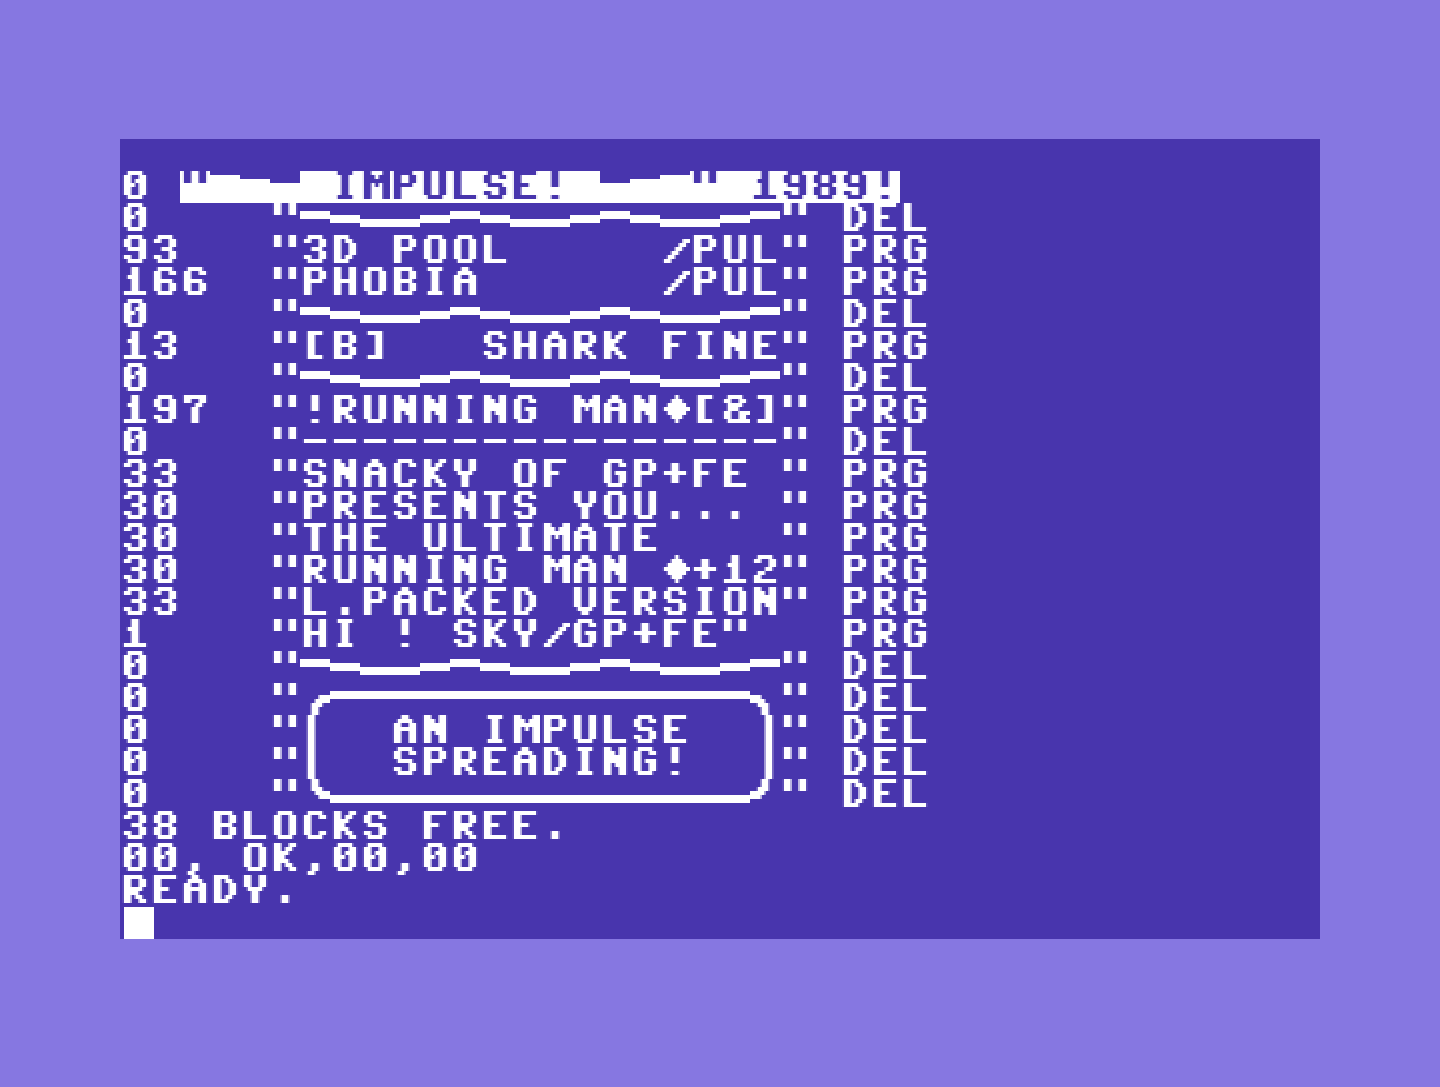 0 "    IMPULSE!    " 1989!
0 "                " DEL
93 "3D POOL     /PUL" PRG
166 "PHOBIA      /PUL" PRG
0 "                " DEL
13 "[B]   SHARK FINE" PRG
0 "                " DEL
197 "!RUNNING MAN♦[&]" PRG
0 "----------------" DEL
33 "SNACKY OF GP+FE " PRG
30 "PRESENTS YOU... " PRG
30 "THE ULTIMATE    " PRG
30 "RUNNING MAN ♦+12" PRG
33 "L.PACKED VERSION" PRG
1 "HI ! SKY/GP+FE" PRG
0 "                " DEL
0 "                " DEL
0 "   AN IMPULSE   " DEL
0 "   SPREADING!   " DEL
0 "                " DEL
38 BLOCKS FREE.
00, OK,00,00
READY.